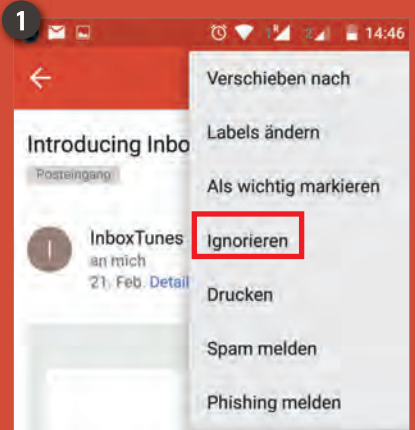 1
14:46
Verschieben nach
Introducing Inbo
Labels ändern
Posteingang
Als wichtig markieren
I
InboxTunes
Ignorieren
an mich
21. Feb. Detail
Drucken
Spam melden
Phishing melden